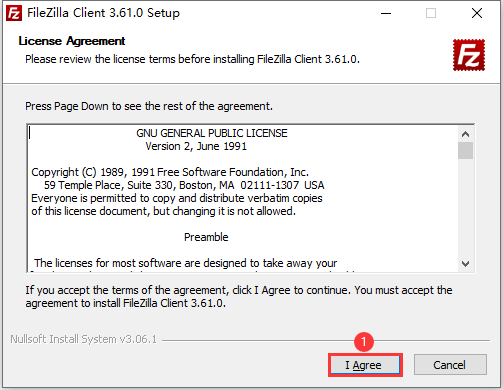 FileZilla Client 3.61.0 Setup
License Agreement
Please review the license terms before installing FileZilla Client 3.61.0.
Fz
Press Page Down to see the rest of the agreement.
GNU GENERAL PUBLIC LICENSE
Version 2, June 1991
Copyright (C) 1989, 1991 Free Software Foundation, Inc.
59 Temple Place, Suite 330, Boston, MA 02111-1307 USA
Everyone is permitted to copy and distribute verbatim copies
of this license document, but changing it is not allowed.
Preamble
The licenses for most software are designed to take away your
If you accept the terms of the agreement, click I Agree to continue. You must accept the
agreement to install FileZilla Client 3.61.0.
Nullsoft Install System v3.06.1
1
I Agree
Cancel